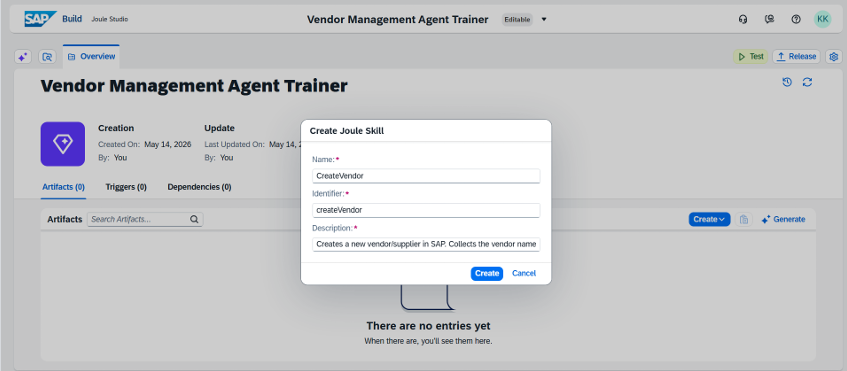 SAP Build Joule Studio
Vendor Management Agent Trainer Editable
KK
Overview
Test Release
Vendor Management Agent Trainer
Creation Update
Created On: May 14, 2026 Last Updated On: May 14, 2
By: You By: You
Artifacts (0) Triggers (0) Dependencies (0)
Artifacts Search Artifacts... Create Generate
Create Joule Skill
Name:*
CreateVendor
Identifier:*
createVendor
Description:*
Creates a new vendor/supplier in SAP. Collects the vendor name
Create Cancel
There are no entries yet
When there are, you'll see them here.